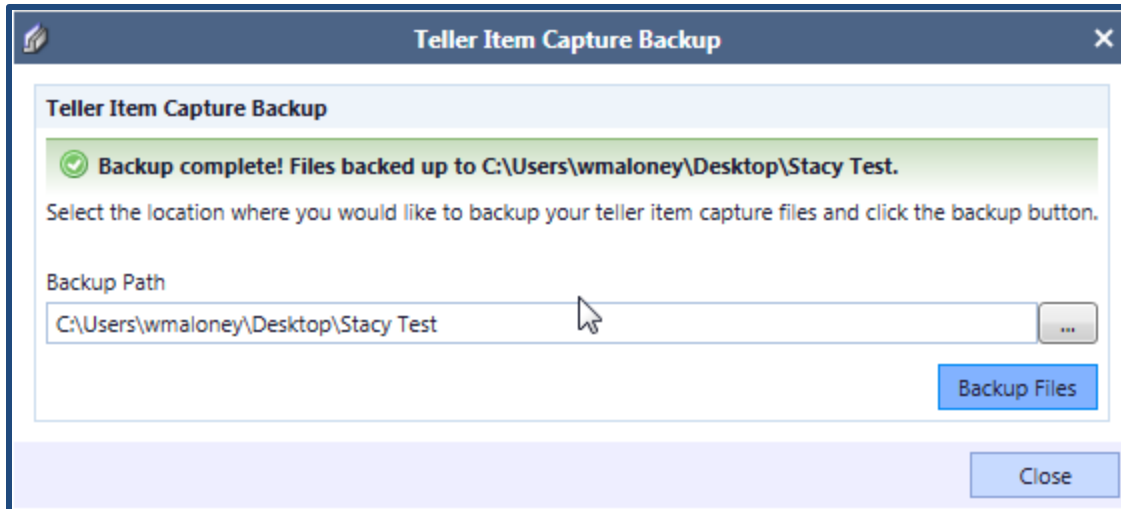 Teller Item Capture Backup
Teller Item Capture Backup
Backup complete! Files backed up to C:\Users\wmaloney\Desktop\Stacy Test.
Select the location where you would like to backup your teller item capture files and click the backup button.
Backup Path
C:\Users\wmaloney\Desktop\Stacy Test
...
Backup Files
Close